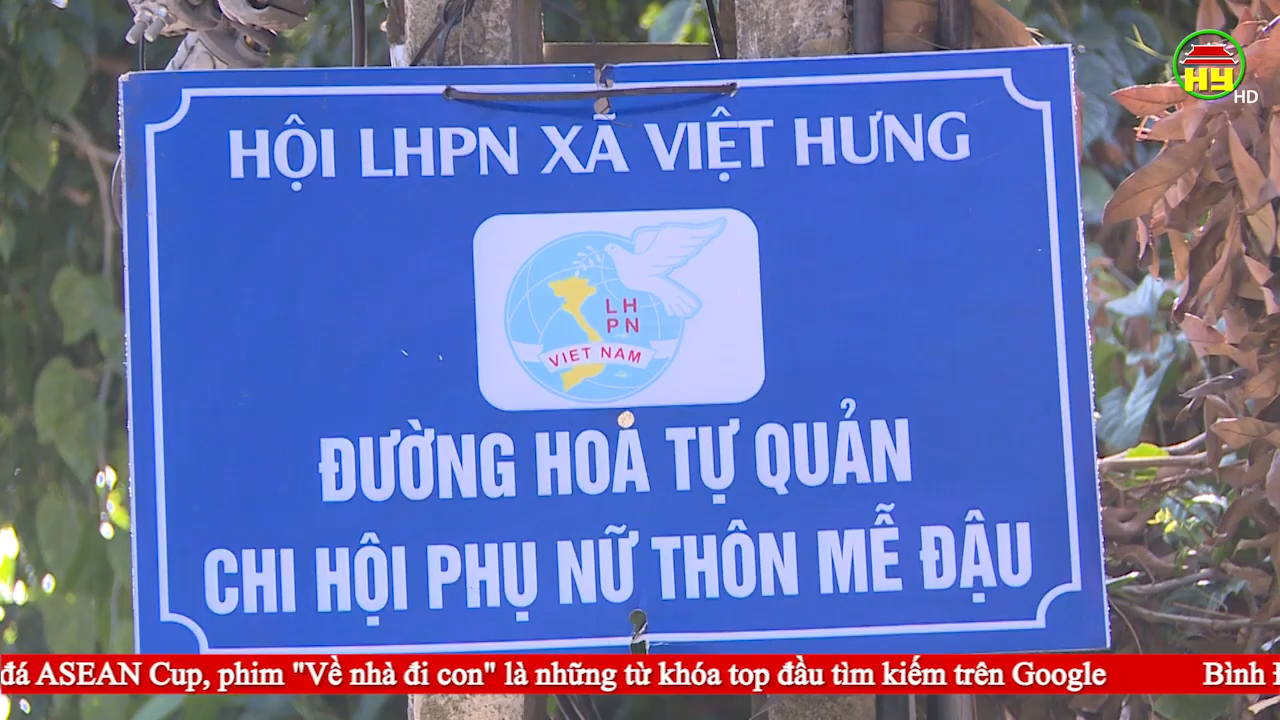 HY
HD
HỘI LHPN XÃ VIỆT HƯNG
LH
PN
VIET NAM
ĐƯỜNG HOA TỰ QUẢN
CHI HỘI PHỤ NỮ THÔN MỄ ĐẬU
đá ASEAN Cup, phim "Về nhà đi con" là những từ khóa top đầu tìm kiếm trên Google
Bình